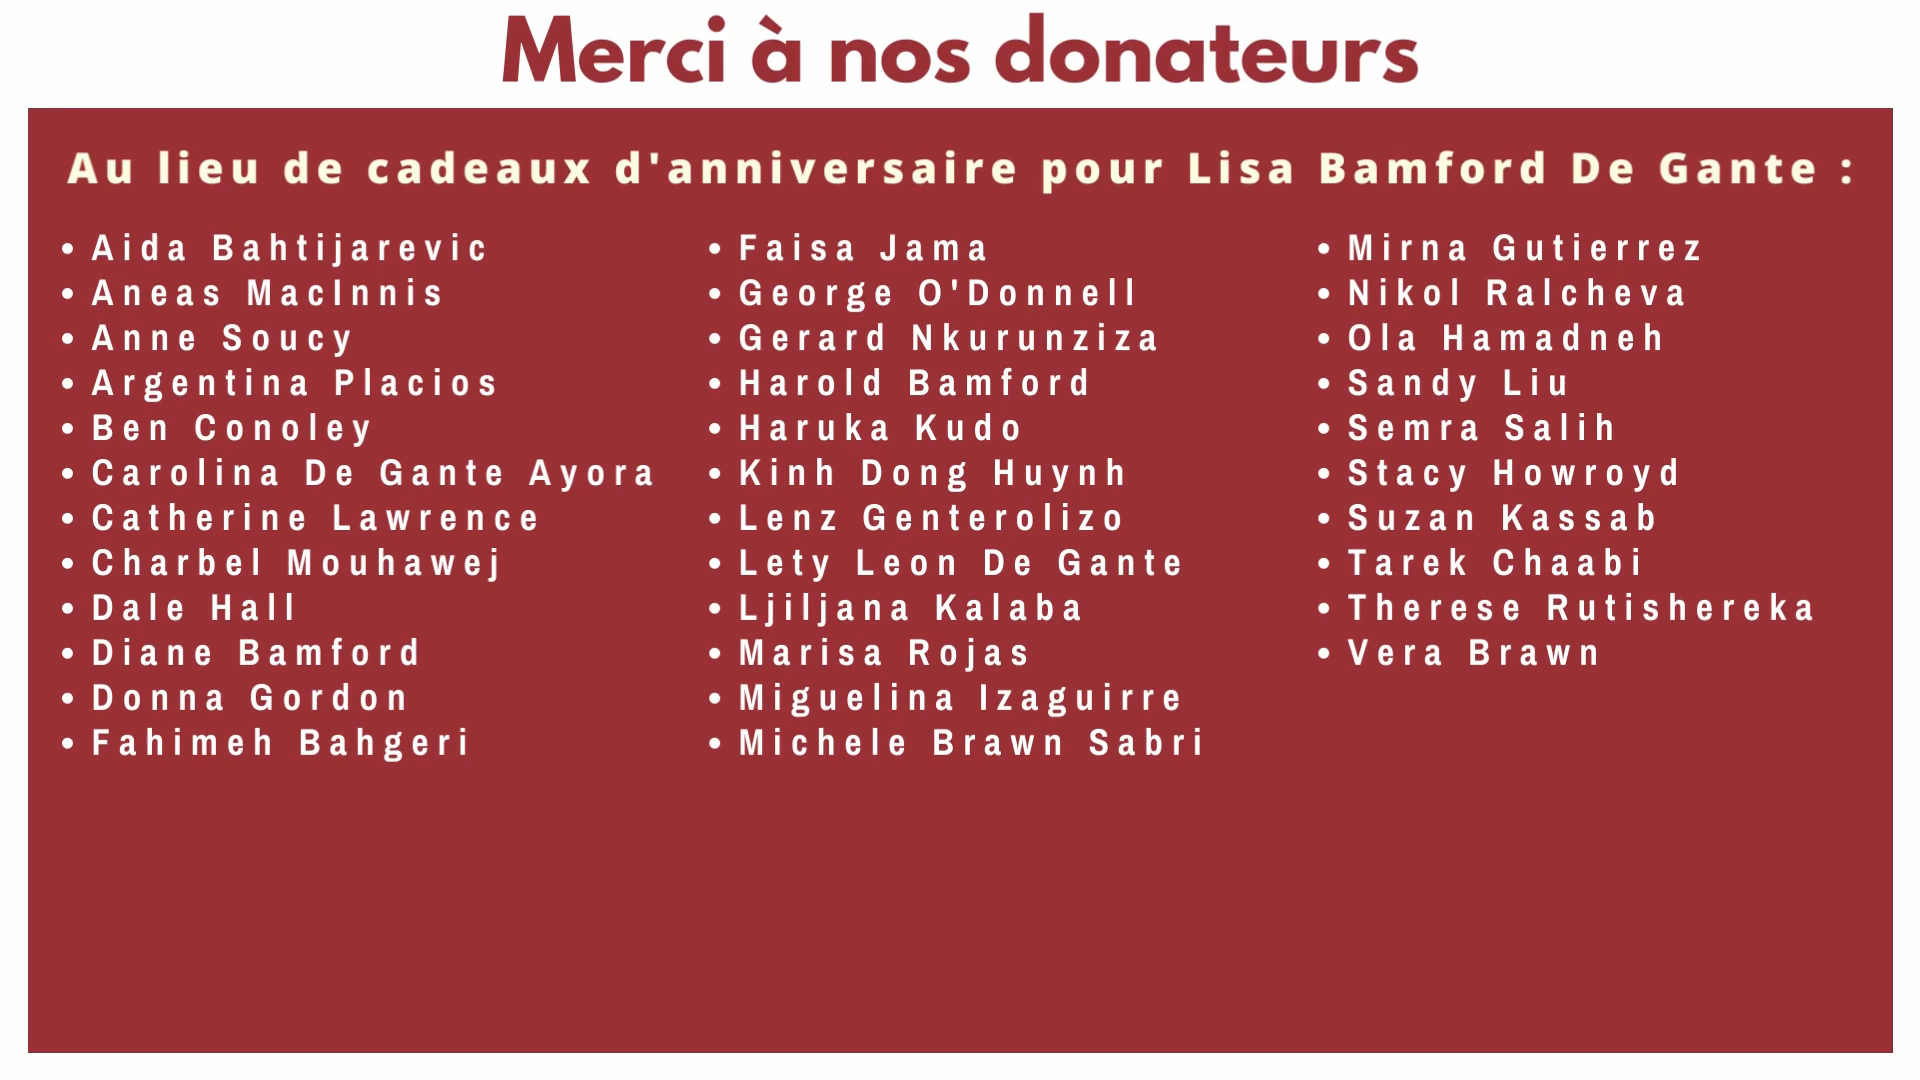 Merci à nos donateurs
Au lieu de cadeaux d'anniversaire pour Lisa Bamford De Gante :
• Aida Bahtijarevic
• Aneas MacInnis
• Anne Soucy
• Argentina Placios
• Ben Conoley
• Carolina De Gante Ayora
• Catherine Lawrence
• Charbel Mouhawej
• Dale Hall
• Diane Bamford
• Donna Gordon
• Fahimeh Bahgeri
• Faisa Jama
• George O'Donnell
• Gerard Nkurunziza
• Harold Bamford
• Haruka Kudo
• Kinh Dong Huynh
• Lenz Genterolizo
• Lety Leon De Gante
• Ljiljana Kalaba
• Marisa Rojas
• Miguelina Izaguirre
• Michele Brawn Sabri
• Mirna Gutierrez
• Nikol Ralcheva
• Ola Hamadneh
• Sandy Liu
• Semra Salih
• Stacy Howroyd
• Suzan Kassab
• Tarek Chaabi
• Therese Rutishereka
• Vera Brawn